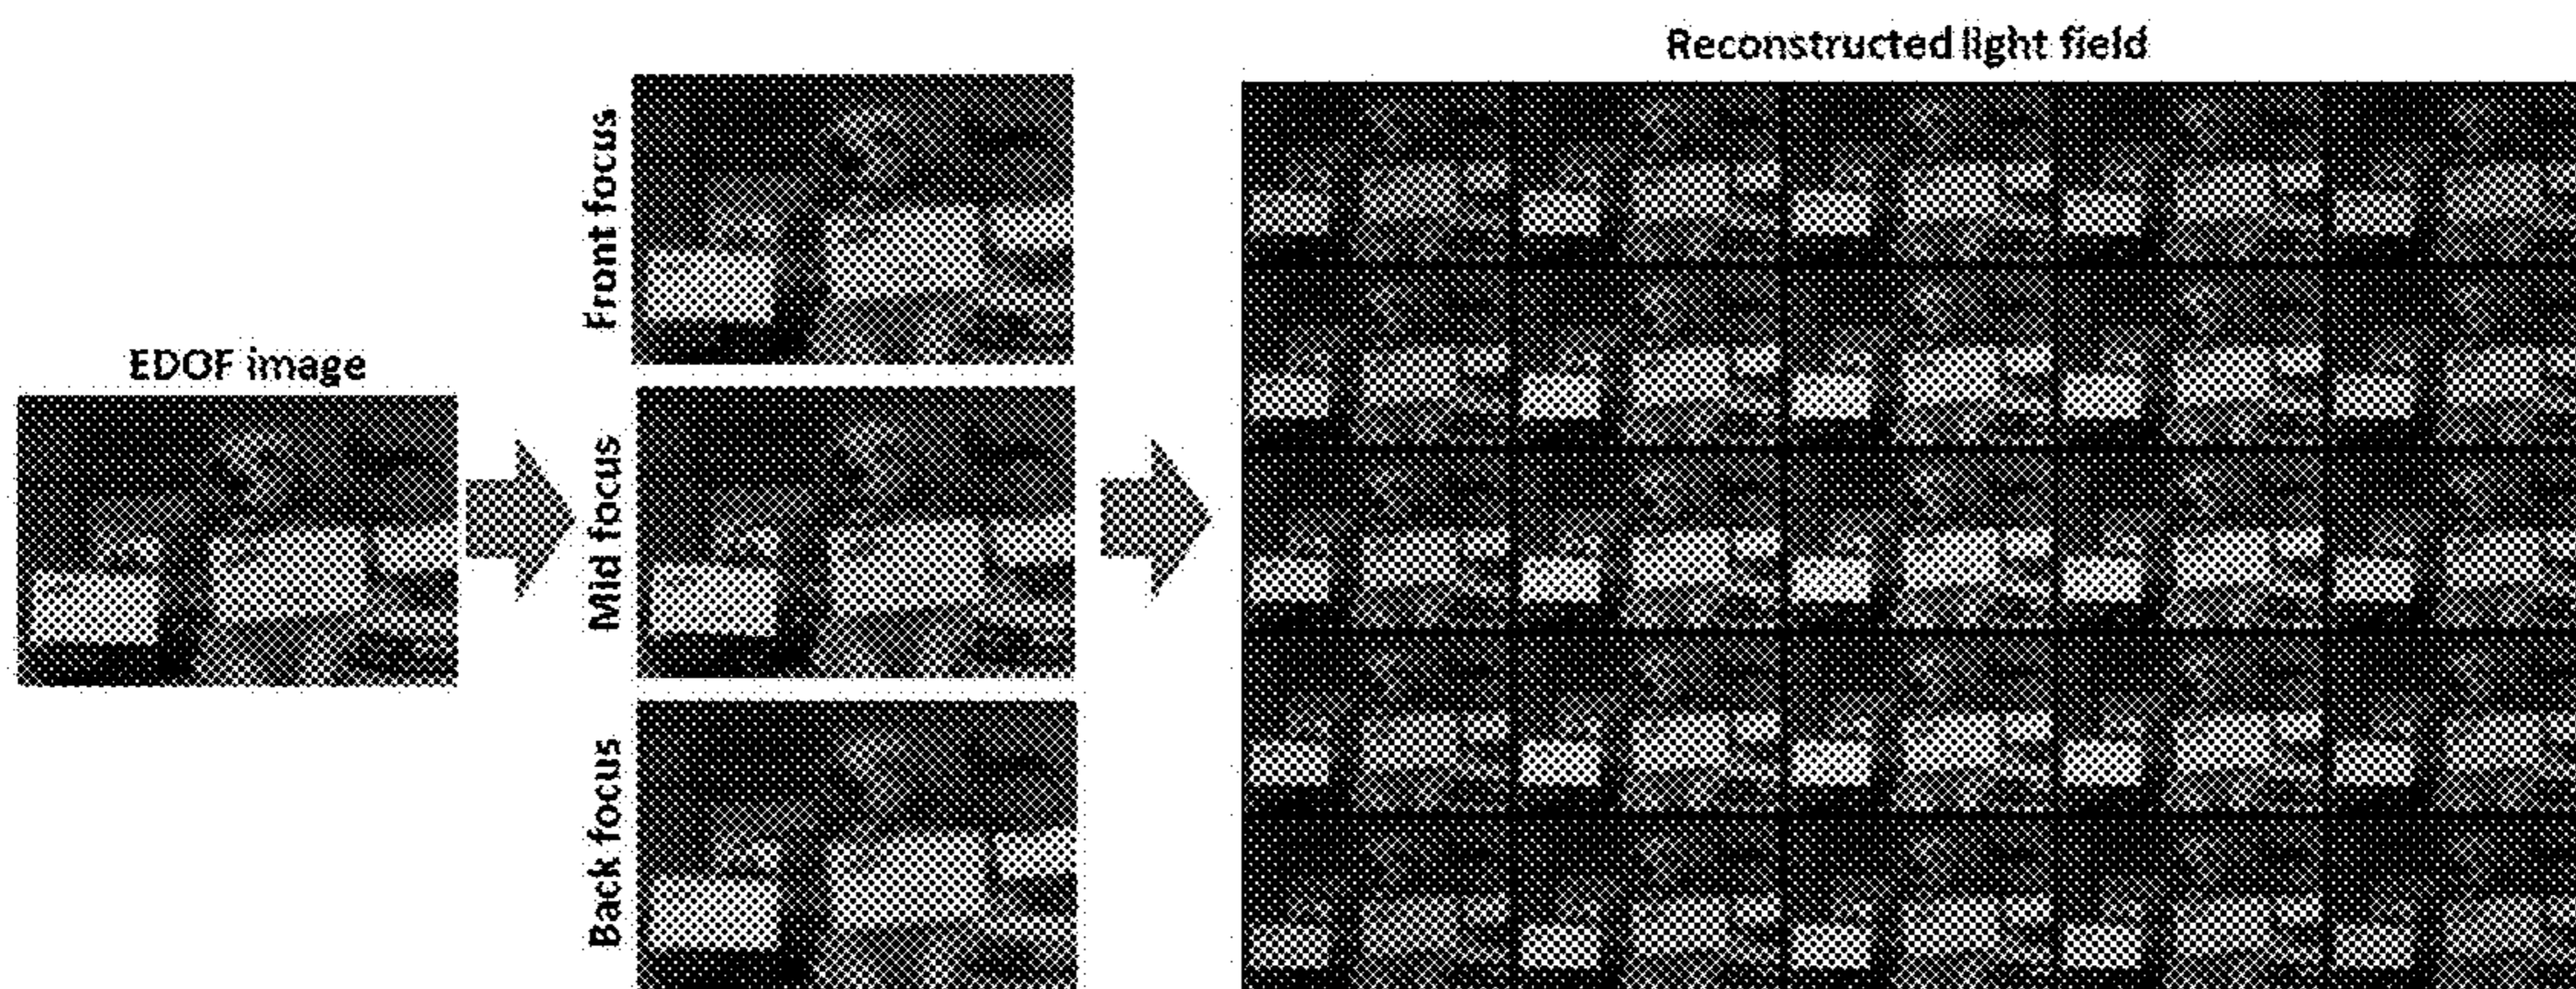 EDOF image
Front focus
Mid focus
Back focus
Reconstructed light field